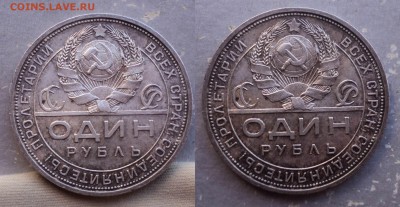 COINS.LAVE.RU
ПРОЛЕТАРИИ ВСЕХ СТРАН, СОЕДИНЯЙТЕСЬ!
ОДИН
РУБЛЬ
ПРОЛЕТАРИИ ВСЕХ СТРАН, СОЕДИНЯЙТЕСЬ!
ОДИН
РУБЛЬ